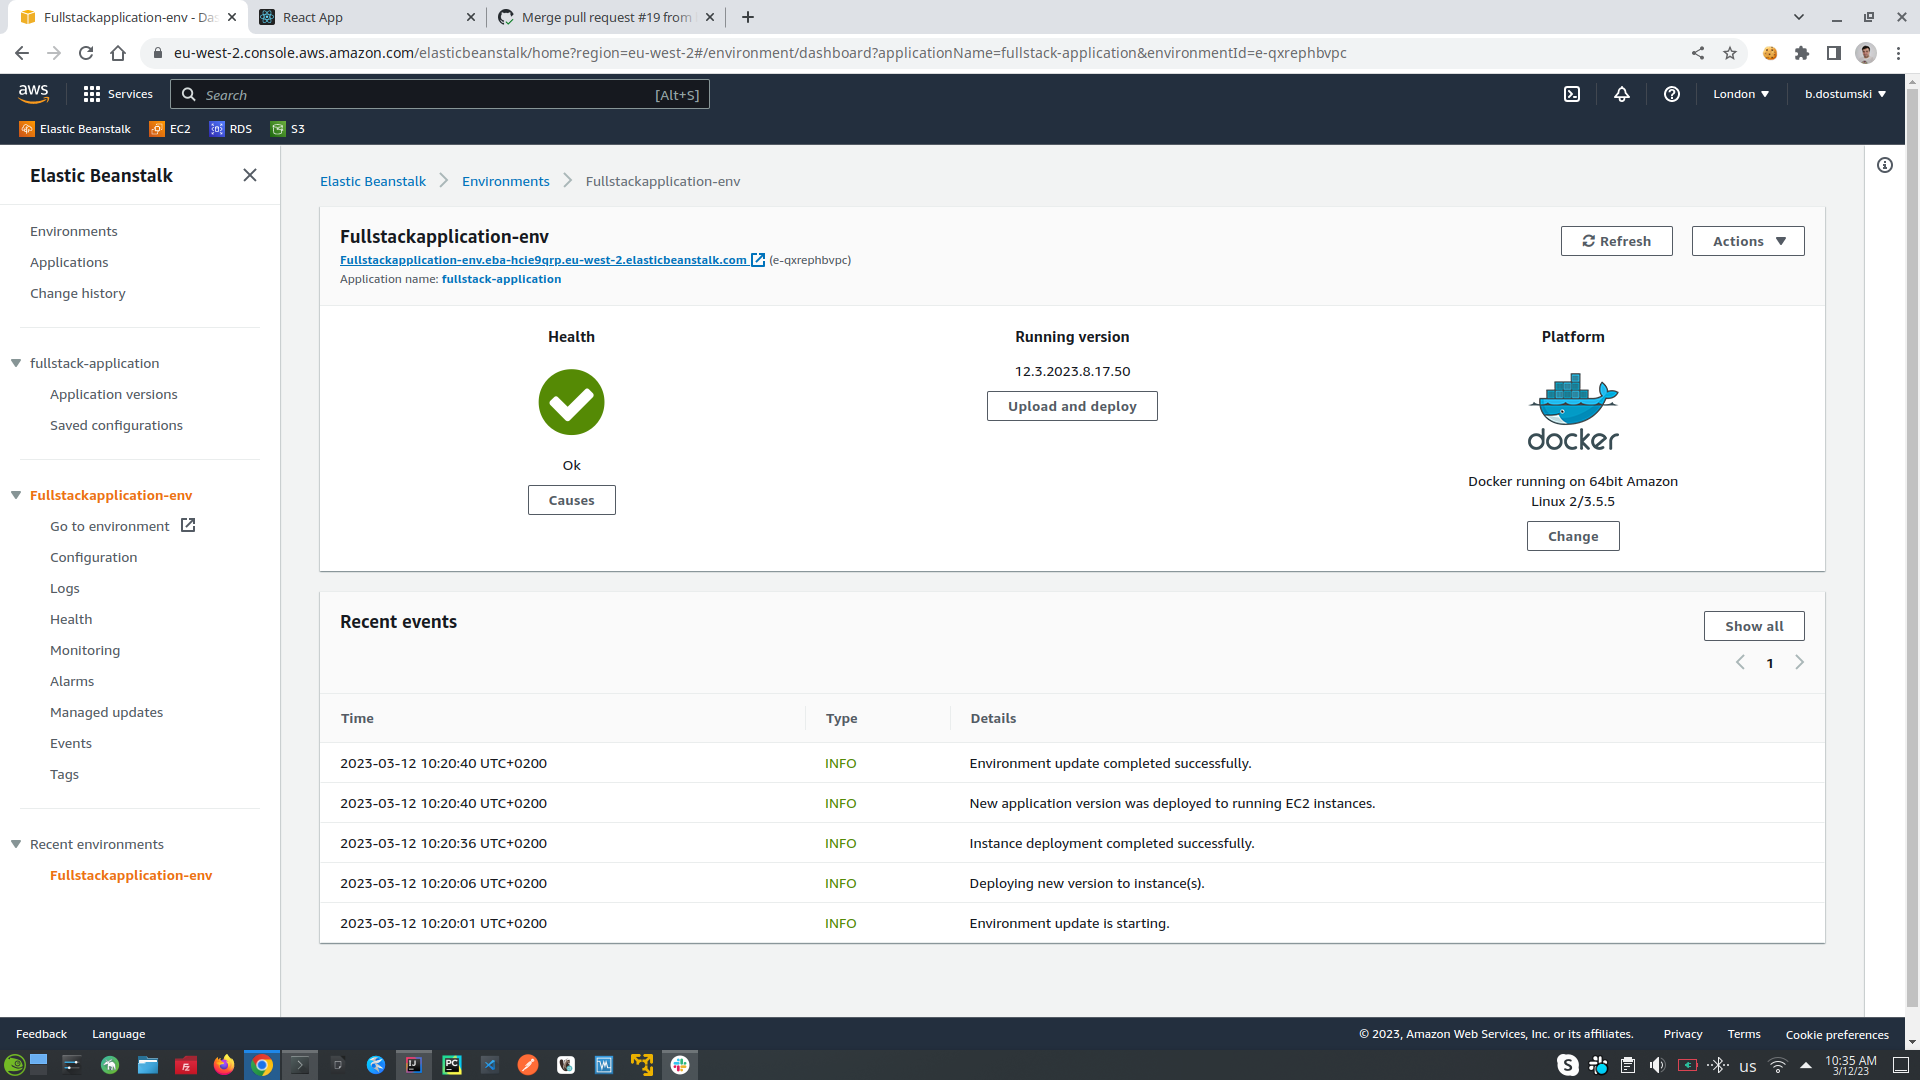 Fullstackapplication-env - Das
React App
Merge pull request #19 from
eu-west-2.console.aws.amazon.com/elasticbeanstalk/home?region=eu-west-2#/environment/dashboard?applicationName=fullstack-application&environmentId=e-qxrephbvpc
aws
Services
Search
[Alt+S]
London
b.dostumski
Elastic Beanstalk
EC2
RDS
S3
Elastic Beanstalk
Environments
Applications
Change history
fullstack-application
Application versions
Saved configurations
Fullstackapplication-env
Go to environment
Configuration
Logs
Health
Monitoring
Alarms
Managed updates
Events
Tags
Recent environments
Fullstackapplication-env
Elastic Beanstalk
Environments
Fullstackapplication-env
Fullstackapplication-env
Fullstackapplication-env.eba-hcie9qrp.eu-west-2.elasticbeanstalk.com (e-qxrephbvpc)
Application name: fullstack-application
Refresh
Actions
Health
Ok
Causes
Running version
12.3.2023.8.17.50
Upload and deploy
Platform
docker
Docker running on 64bit Amazon
Linux 2/3.5.5
Change
Recent events
Show all
1
Time Type Details
2023-03-12 10:20:40 UTC+0200 INFO Environment update completed successfully.
2023-03-12 10:20:40 UTC+0200 INFO New application version was deployed to running EC2 instances.
2023-03-12 10:20:36 UTC+0200 INFO Instance deployment completed successfully.
2023-03-12 10:20:06 UTC+0200 INFO Deploying new version to instance(s).
2023-03-12 10:20:01 UTC+0200 INFO Environment update is starting.
Feedback
Language
© 2023, Amazon Web Services, Inc. or its affiliates.
Privacy
Terms
Cookie preferences
us
10:35 AM
3/12/23